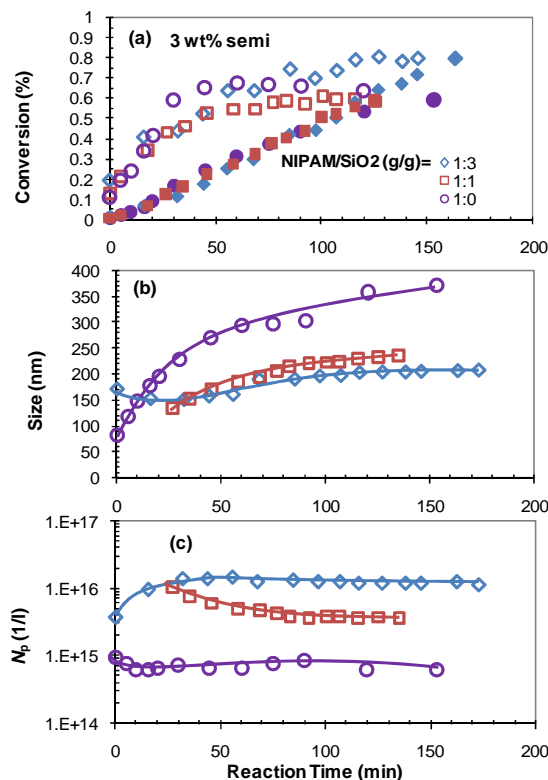 (a)
3 wt% semi
Conversion (%)
1
0.9
0.8
0.7
0.6
0.5
0.4
0.3
0.2
0.1
0
NIPAM/SiO2 (g/g)=
1:3
1:1
1:0
0
50
100
150
200
(b)
Size (nm)
400
350
300
250
200
150
100
50
0
0
50
100
150
200
(c)
Np (1/l)
1.E+17
1.E+16
1.E+15
1.E+14
0
50
100
150
200
Reaction Time (min)